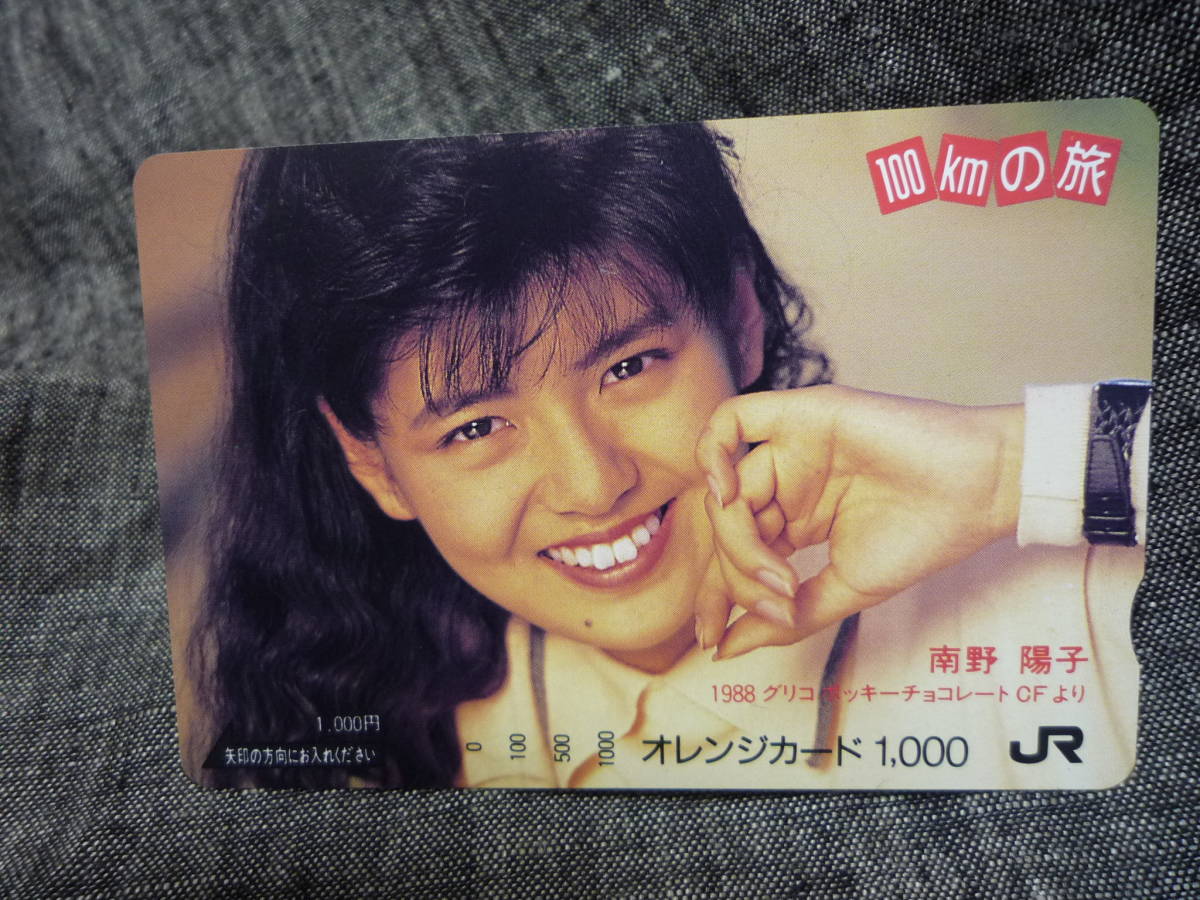 100kmの旅
南野 陽子
1988 グリコ ポッキーチョコレート CFより
1.000円
矢印の方向にお入れください
0 100 500 1000
オレンジカード 1,000 JR